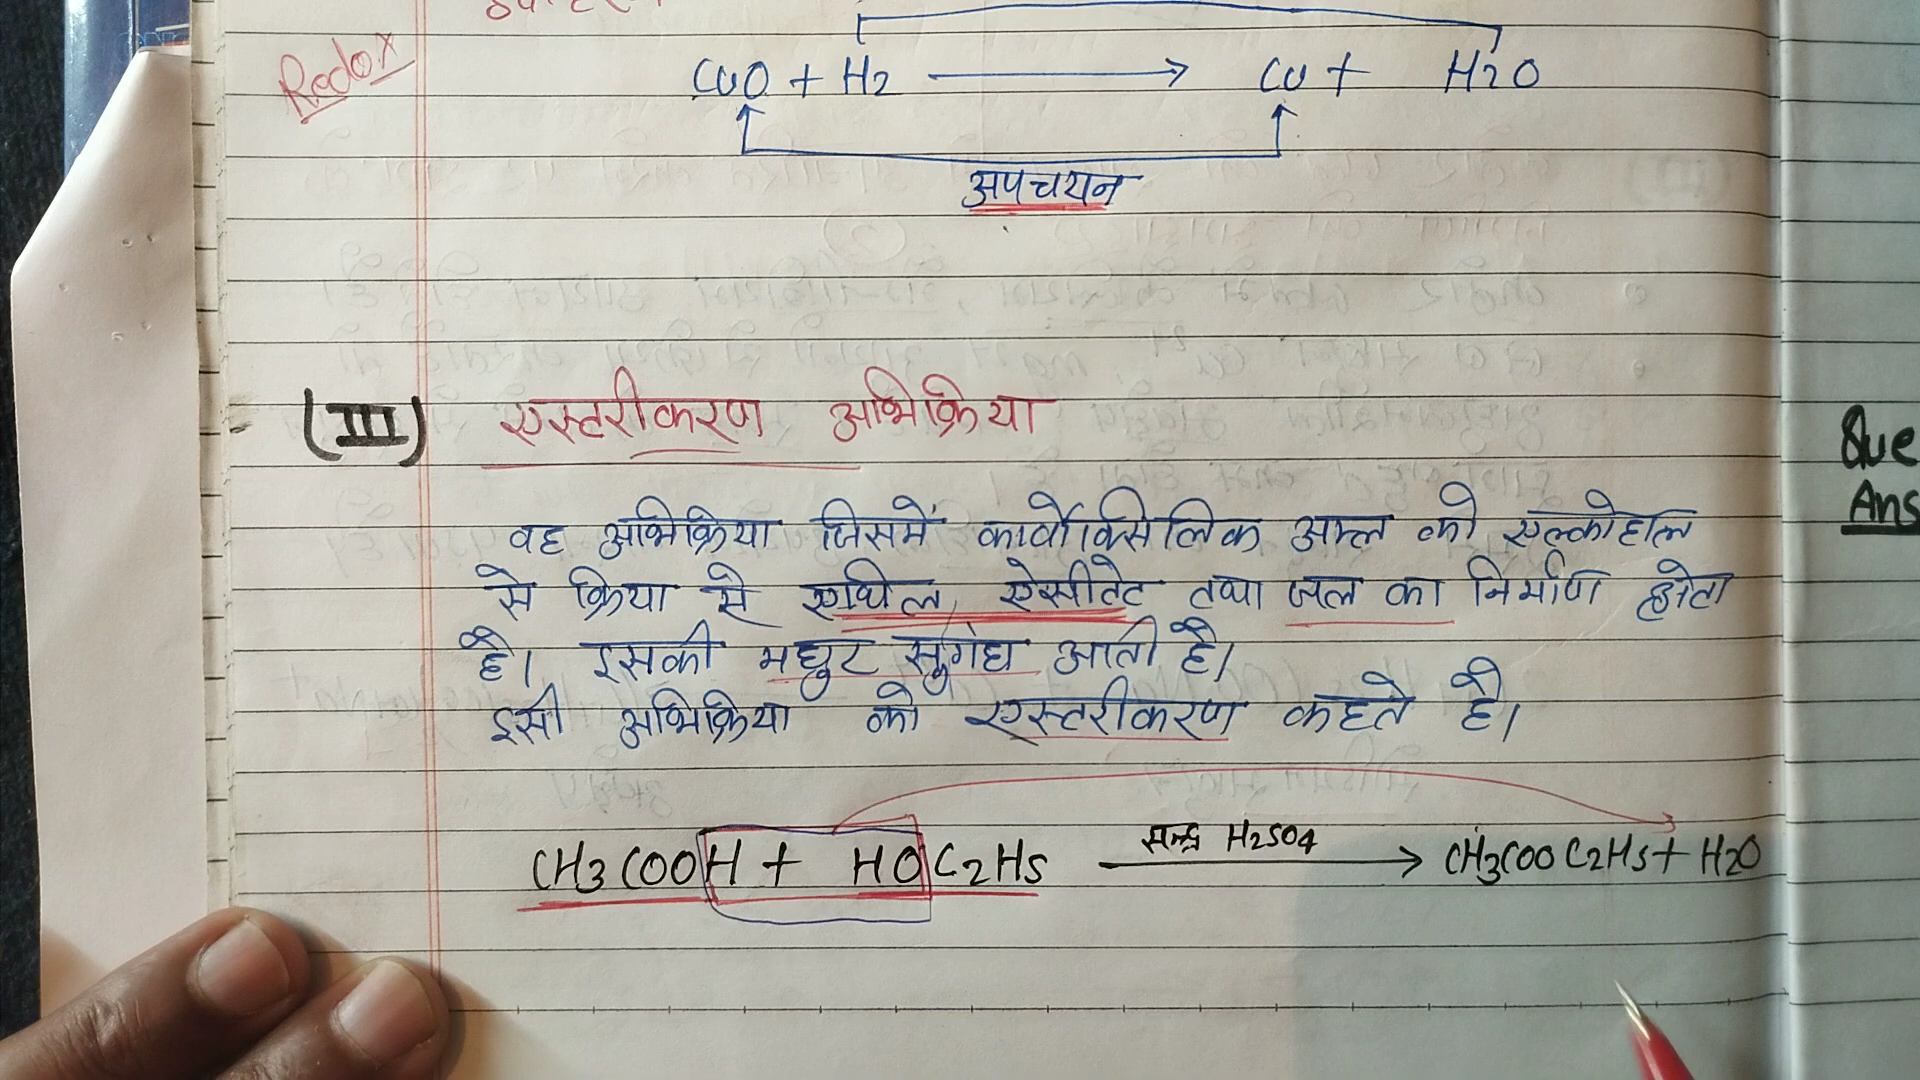 Redox
CuO + H2 → Cu + H2O
अपचयन
(III) एस्टरीकरण अभिक्रिया
वह अभिक्रिया जिसमें कार्बोक्सिलिक अम्ल को एल्कोहाल
से क्रिया से एथिल ऐसीटेट तथा जल का निर्माण होता
है। इसकी मधुर सुगंध आती है।
इसी अभिक्रिया को एस्टरीकरण कहते है।
सान्द्र H2SO4
CH3COOH + HOC2H5 → CH3COOC2H5 + H2O
Que
Ans